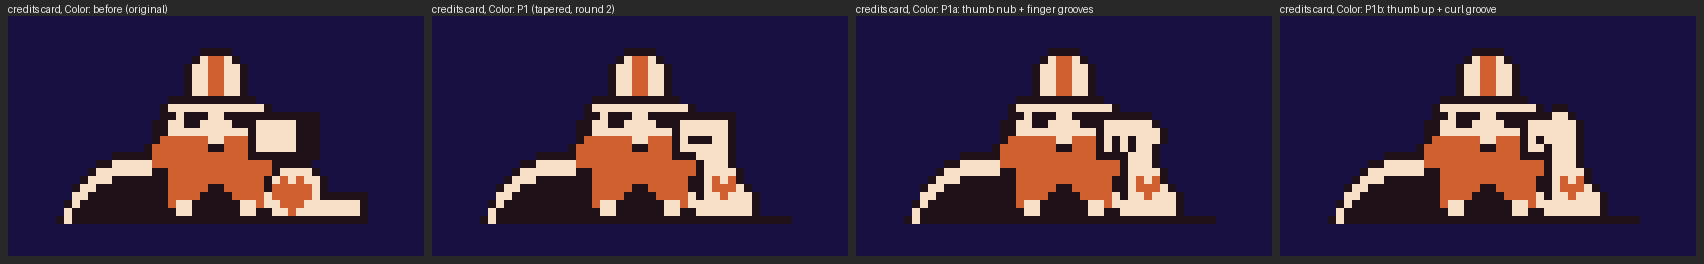 creditscard, Color: before (original)
creditscard, Color: P1 (tapered, round 2)
creditscard, Color: P1a: thumb nub + finger grooves
creditscard, Color: P1b: thumb up + curl groove